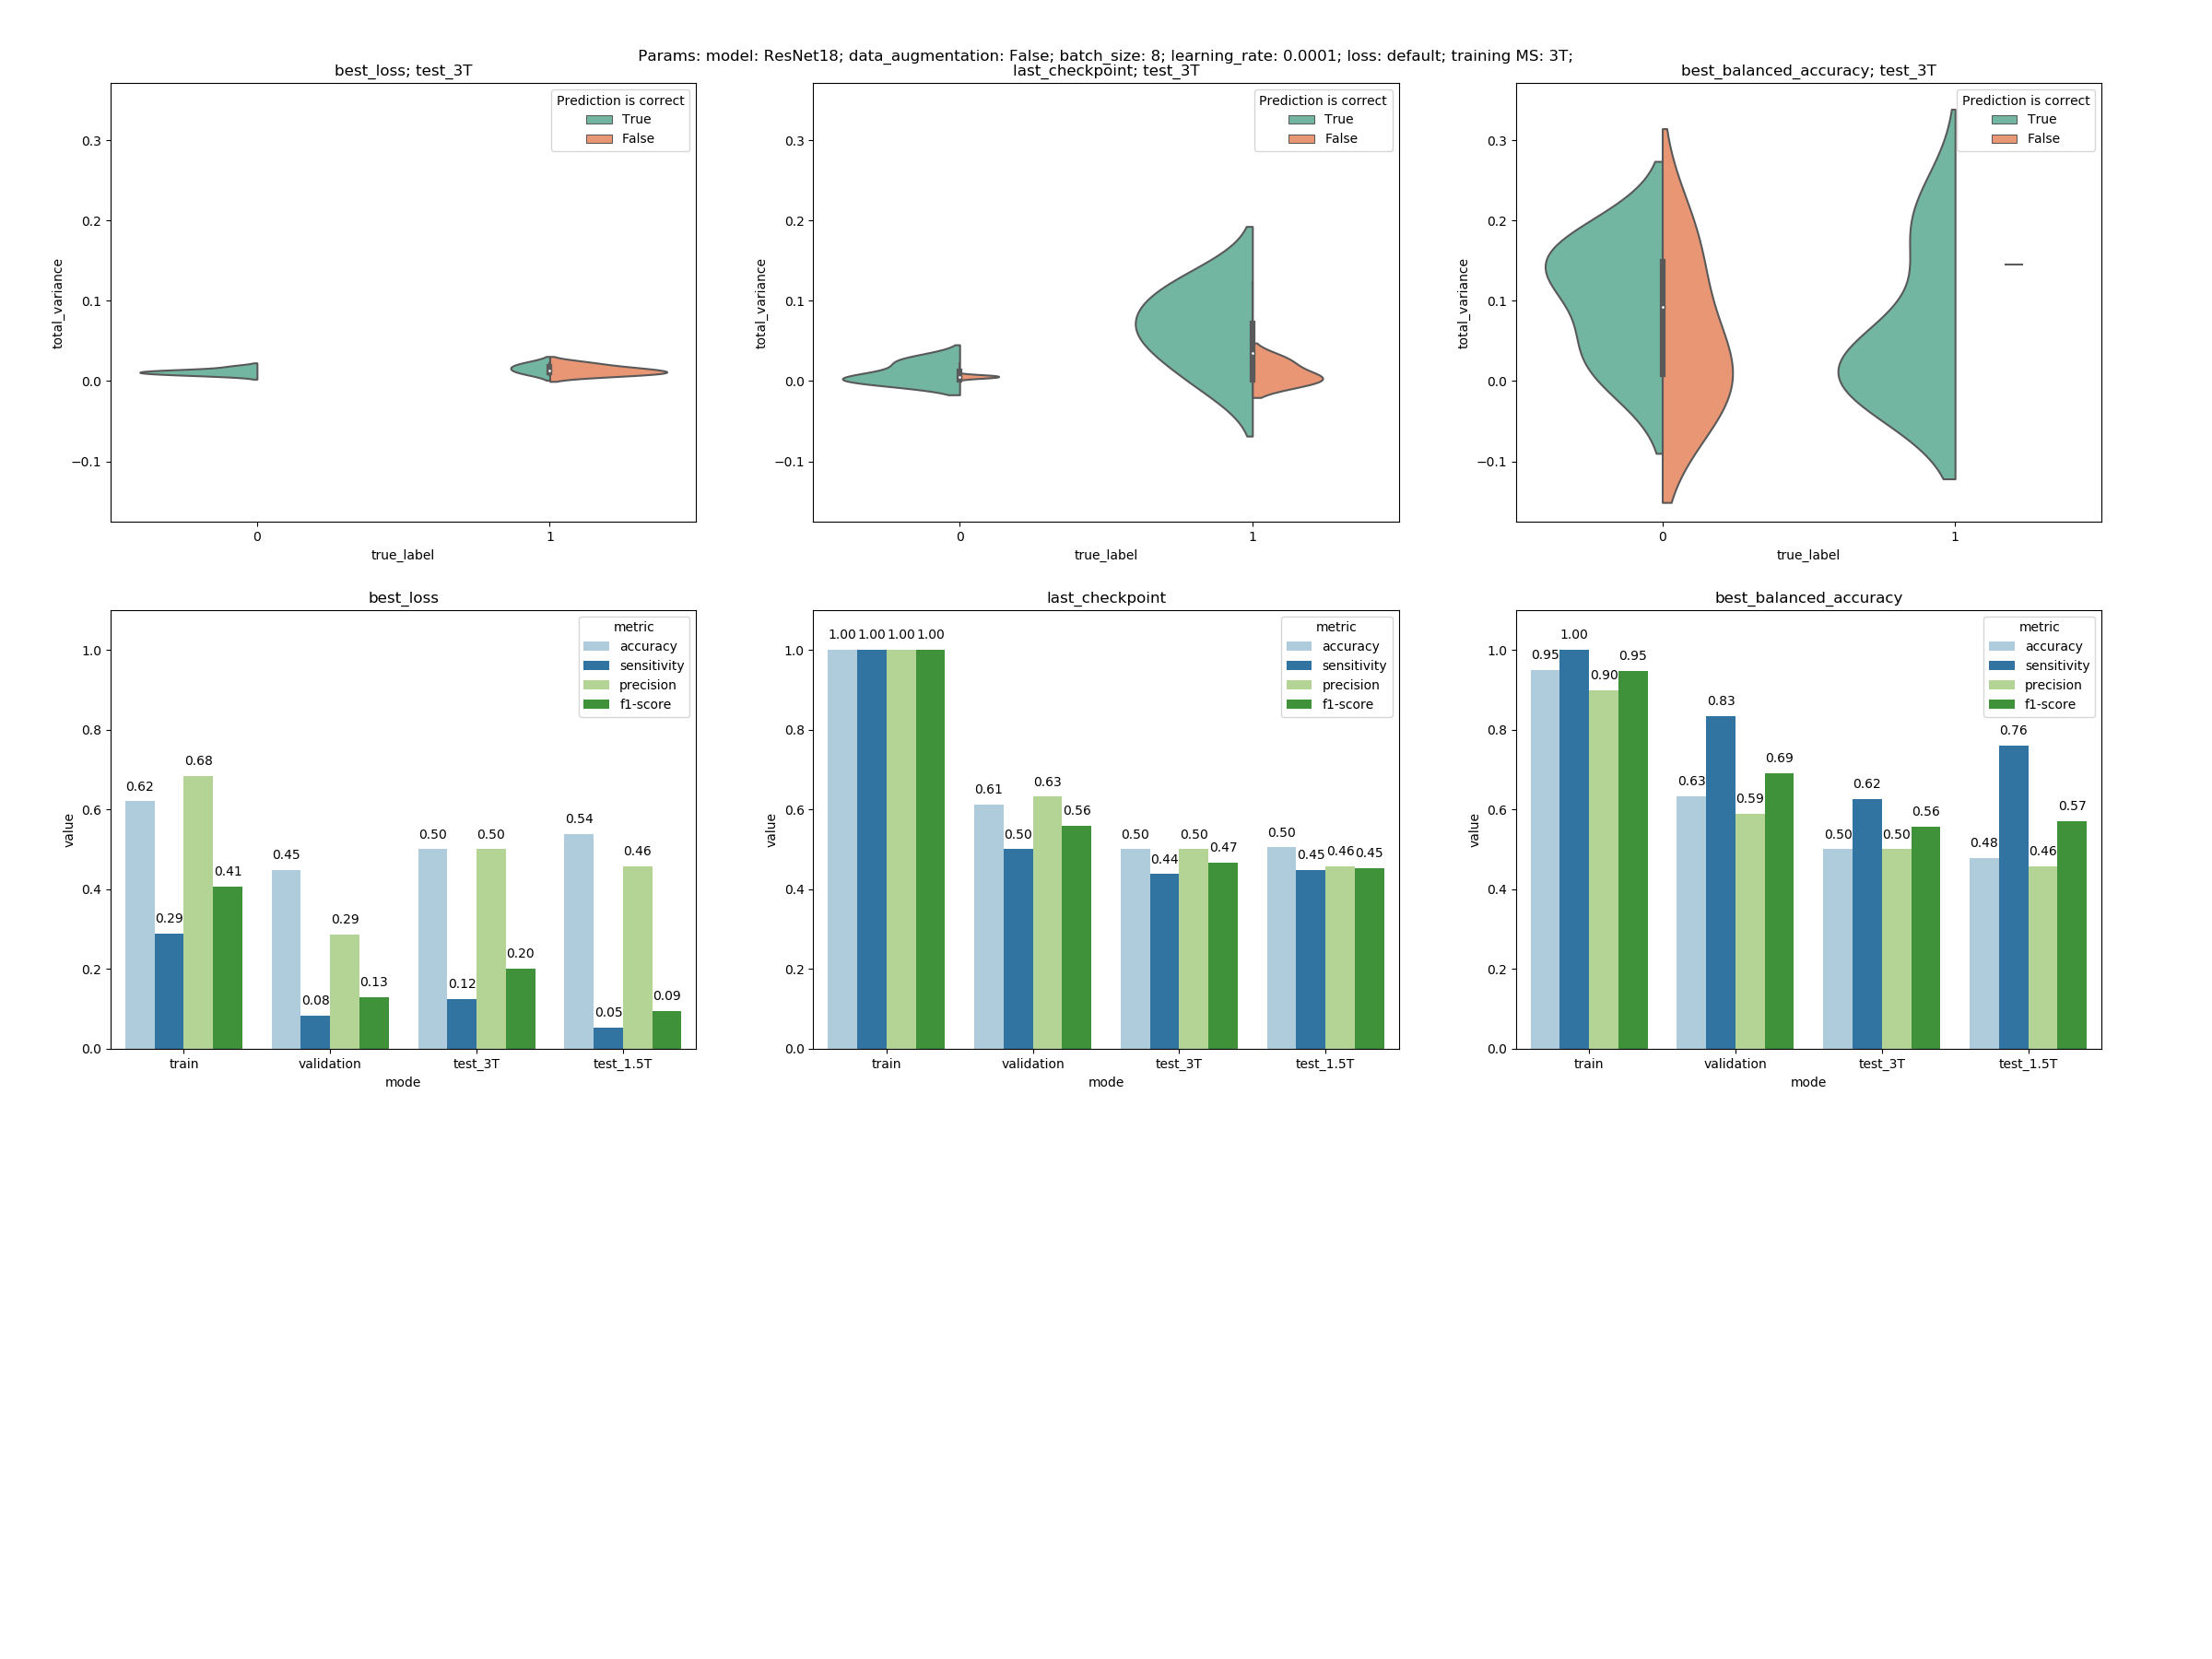 Params: model: ResNet18; data_augmentation: False; batch_size: 8; learning_rate: 0.0001; loss: default; training MS: 3T;
best_loss; test_3T
Prediction is correct
True
False
0.3
0.2
0.1
0.0
−0.1
total_variance
0 1
true_label
last_checkpoint; test_3T
Prediction is correct
True
False
0.3
0.2
0.1
0.0
−0.1
total_variance
0 1
true_label
best_balanced_accuracy; test_3T
Prediction is correct
True
False
0.3
0.2
0.1
0.0
−0.1
total_variance
0 1
true_label
best_loss
metric
accuracy
sensitivity
precision
f1-score
1.0
0.8
0.6
0.4
0.2
0.0
value
0.62 0.29 0.68 0.41
0.45 0.08 0.29 0.13
0.50 0.12 0.50 0.20
0.54 0.05 0.46 0.09
train validation test_3T test_1.5T
mode
last_checkpoint
metric
accuracy
sensitivity
precision
f1-score
1.0
0.8
0.6
0.4
0.2
0.0
value
1.00 1.00 1.00 1.00
0.61 0.50 0.63 0.56
0.50 0.44 0.50 0.47
0.50 0.45 0.46 0.45
train validation test_3T test_1.5T
mode
best_balanced_accuracy
metric
accuracy
sensitivity
precision
f1-score
1.0
0.8
0.6
0.4
0.2
0.0
value
0.95 1.00 0.90 0.95
0.63 0.83 0.59 0.69
0.50 0.62 0.50 0.56
0.48 0.76 0.46 0.57
train validation test_3T test_1.5T
mode